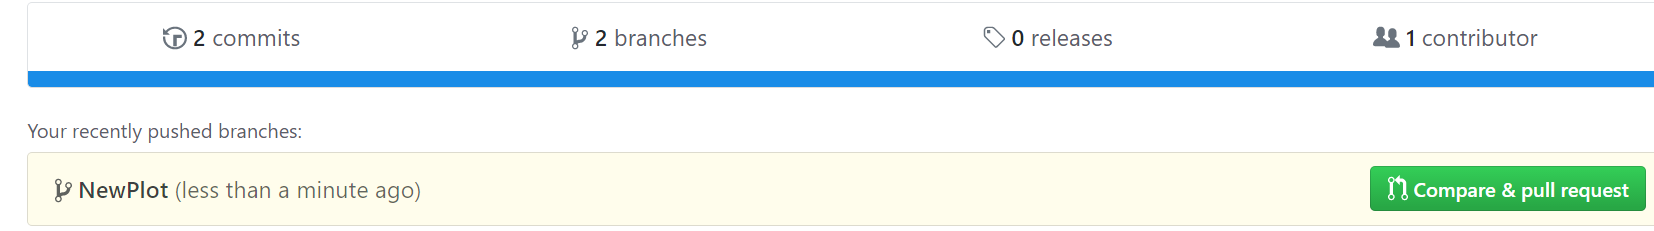 2 commits 2 branches 0 releases 1 contributor
Your recently pushed branches:
NewPlot (less than a minute ago) Compare & pull request